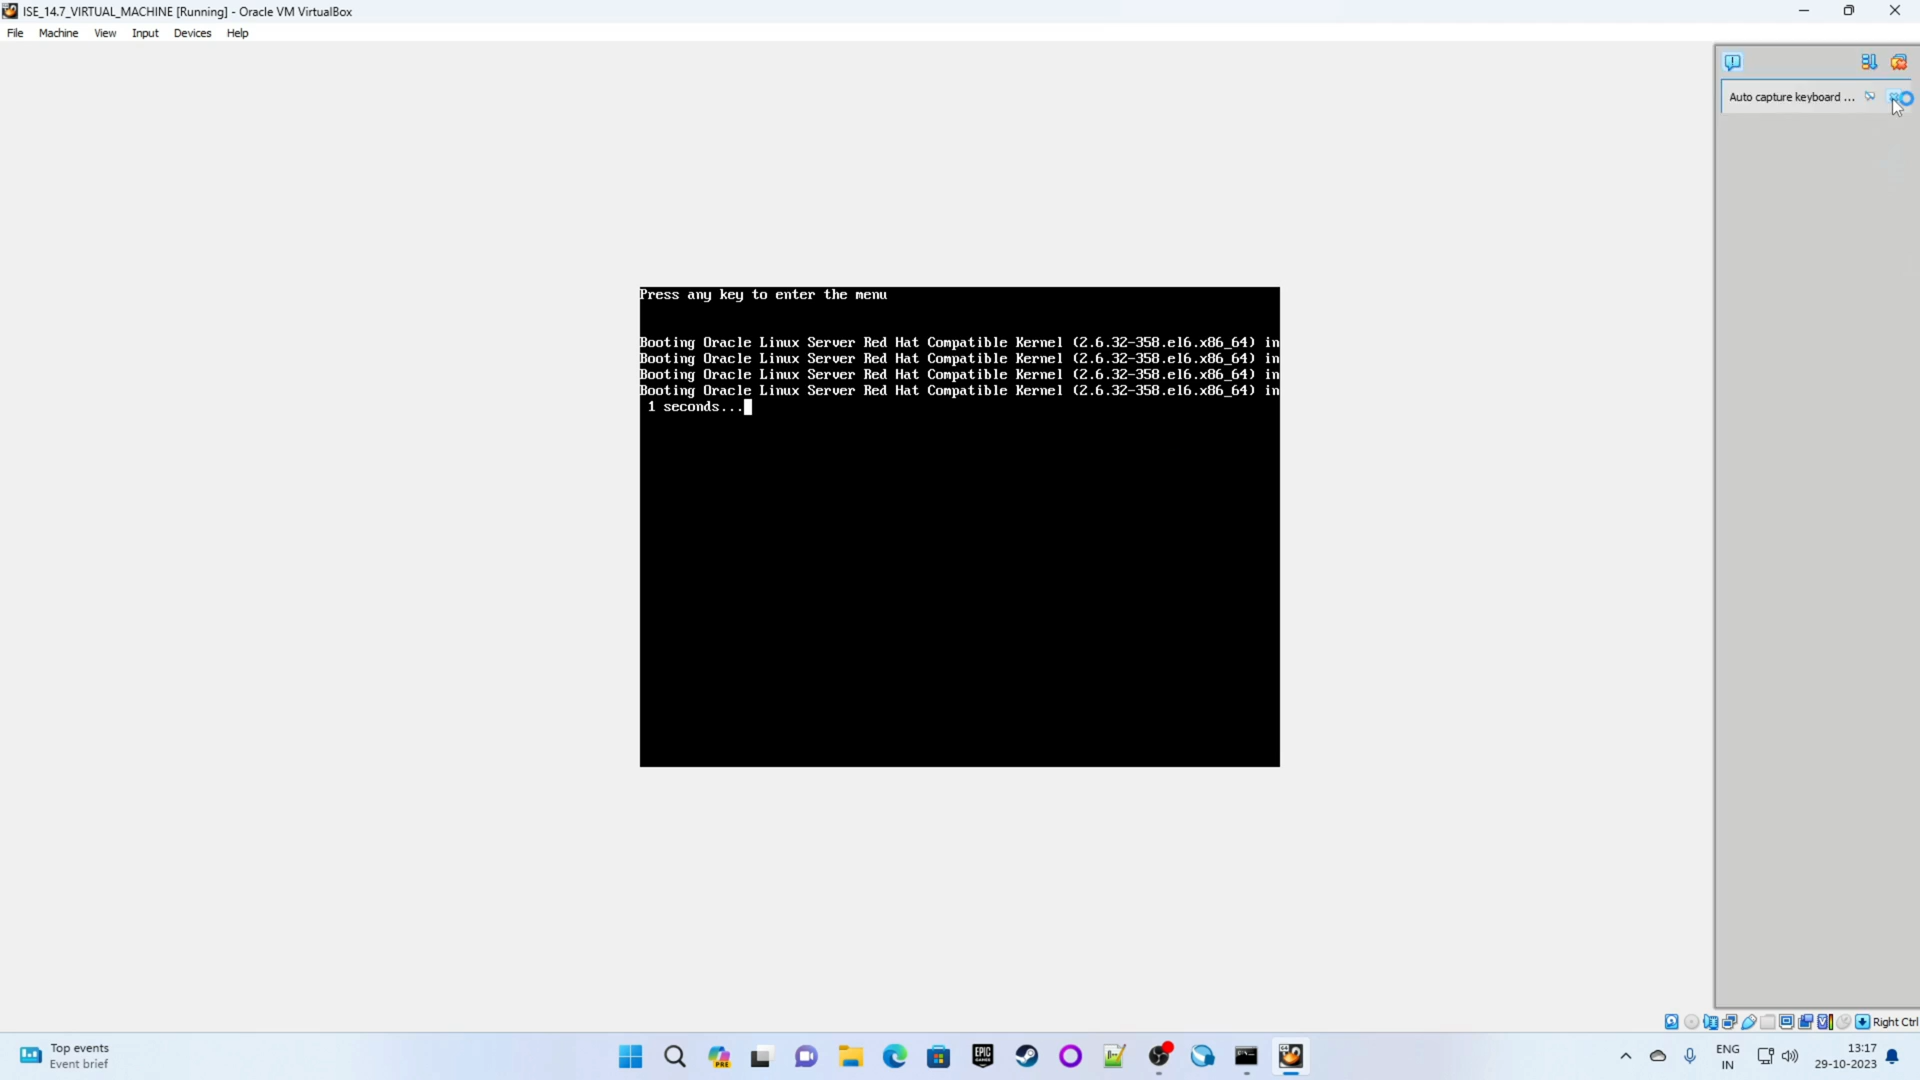 ISE_14.7_VIRTUAL_MACHINE [Running] - Oracle VM VirtualBox
File Machine View Input Devices Help
Auto capture keyboard ...
Press any key to enter the menu
Booting Oracle Linux Server Red Hat Compatible Kernel (2.6.32-358.el6.x86_64) in
Booting Oracle Linux Server Red Hat Compatible Kernel (2.6.32-358.el6.x86_64) in
Booting Oracle Linux Server Red Hat Compatible Kernel (2.6.32-358.el6.x86_64) in
Booting Oracle Linux Server Red Hat Compatible Kernel (2.6.32-358.el6.x86_64) in
1 seconds...
Right Ctrl
Top events
Event brief
PRE
EPIC
GAMES
ENG
IN
13:17
29-10-2023